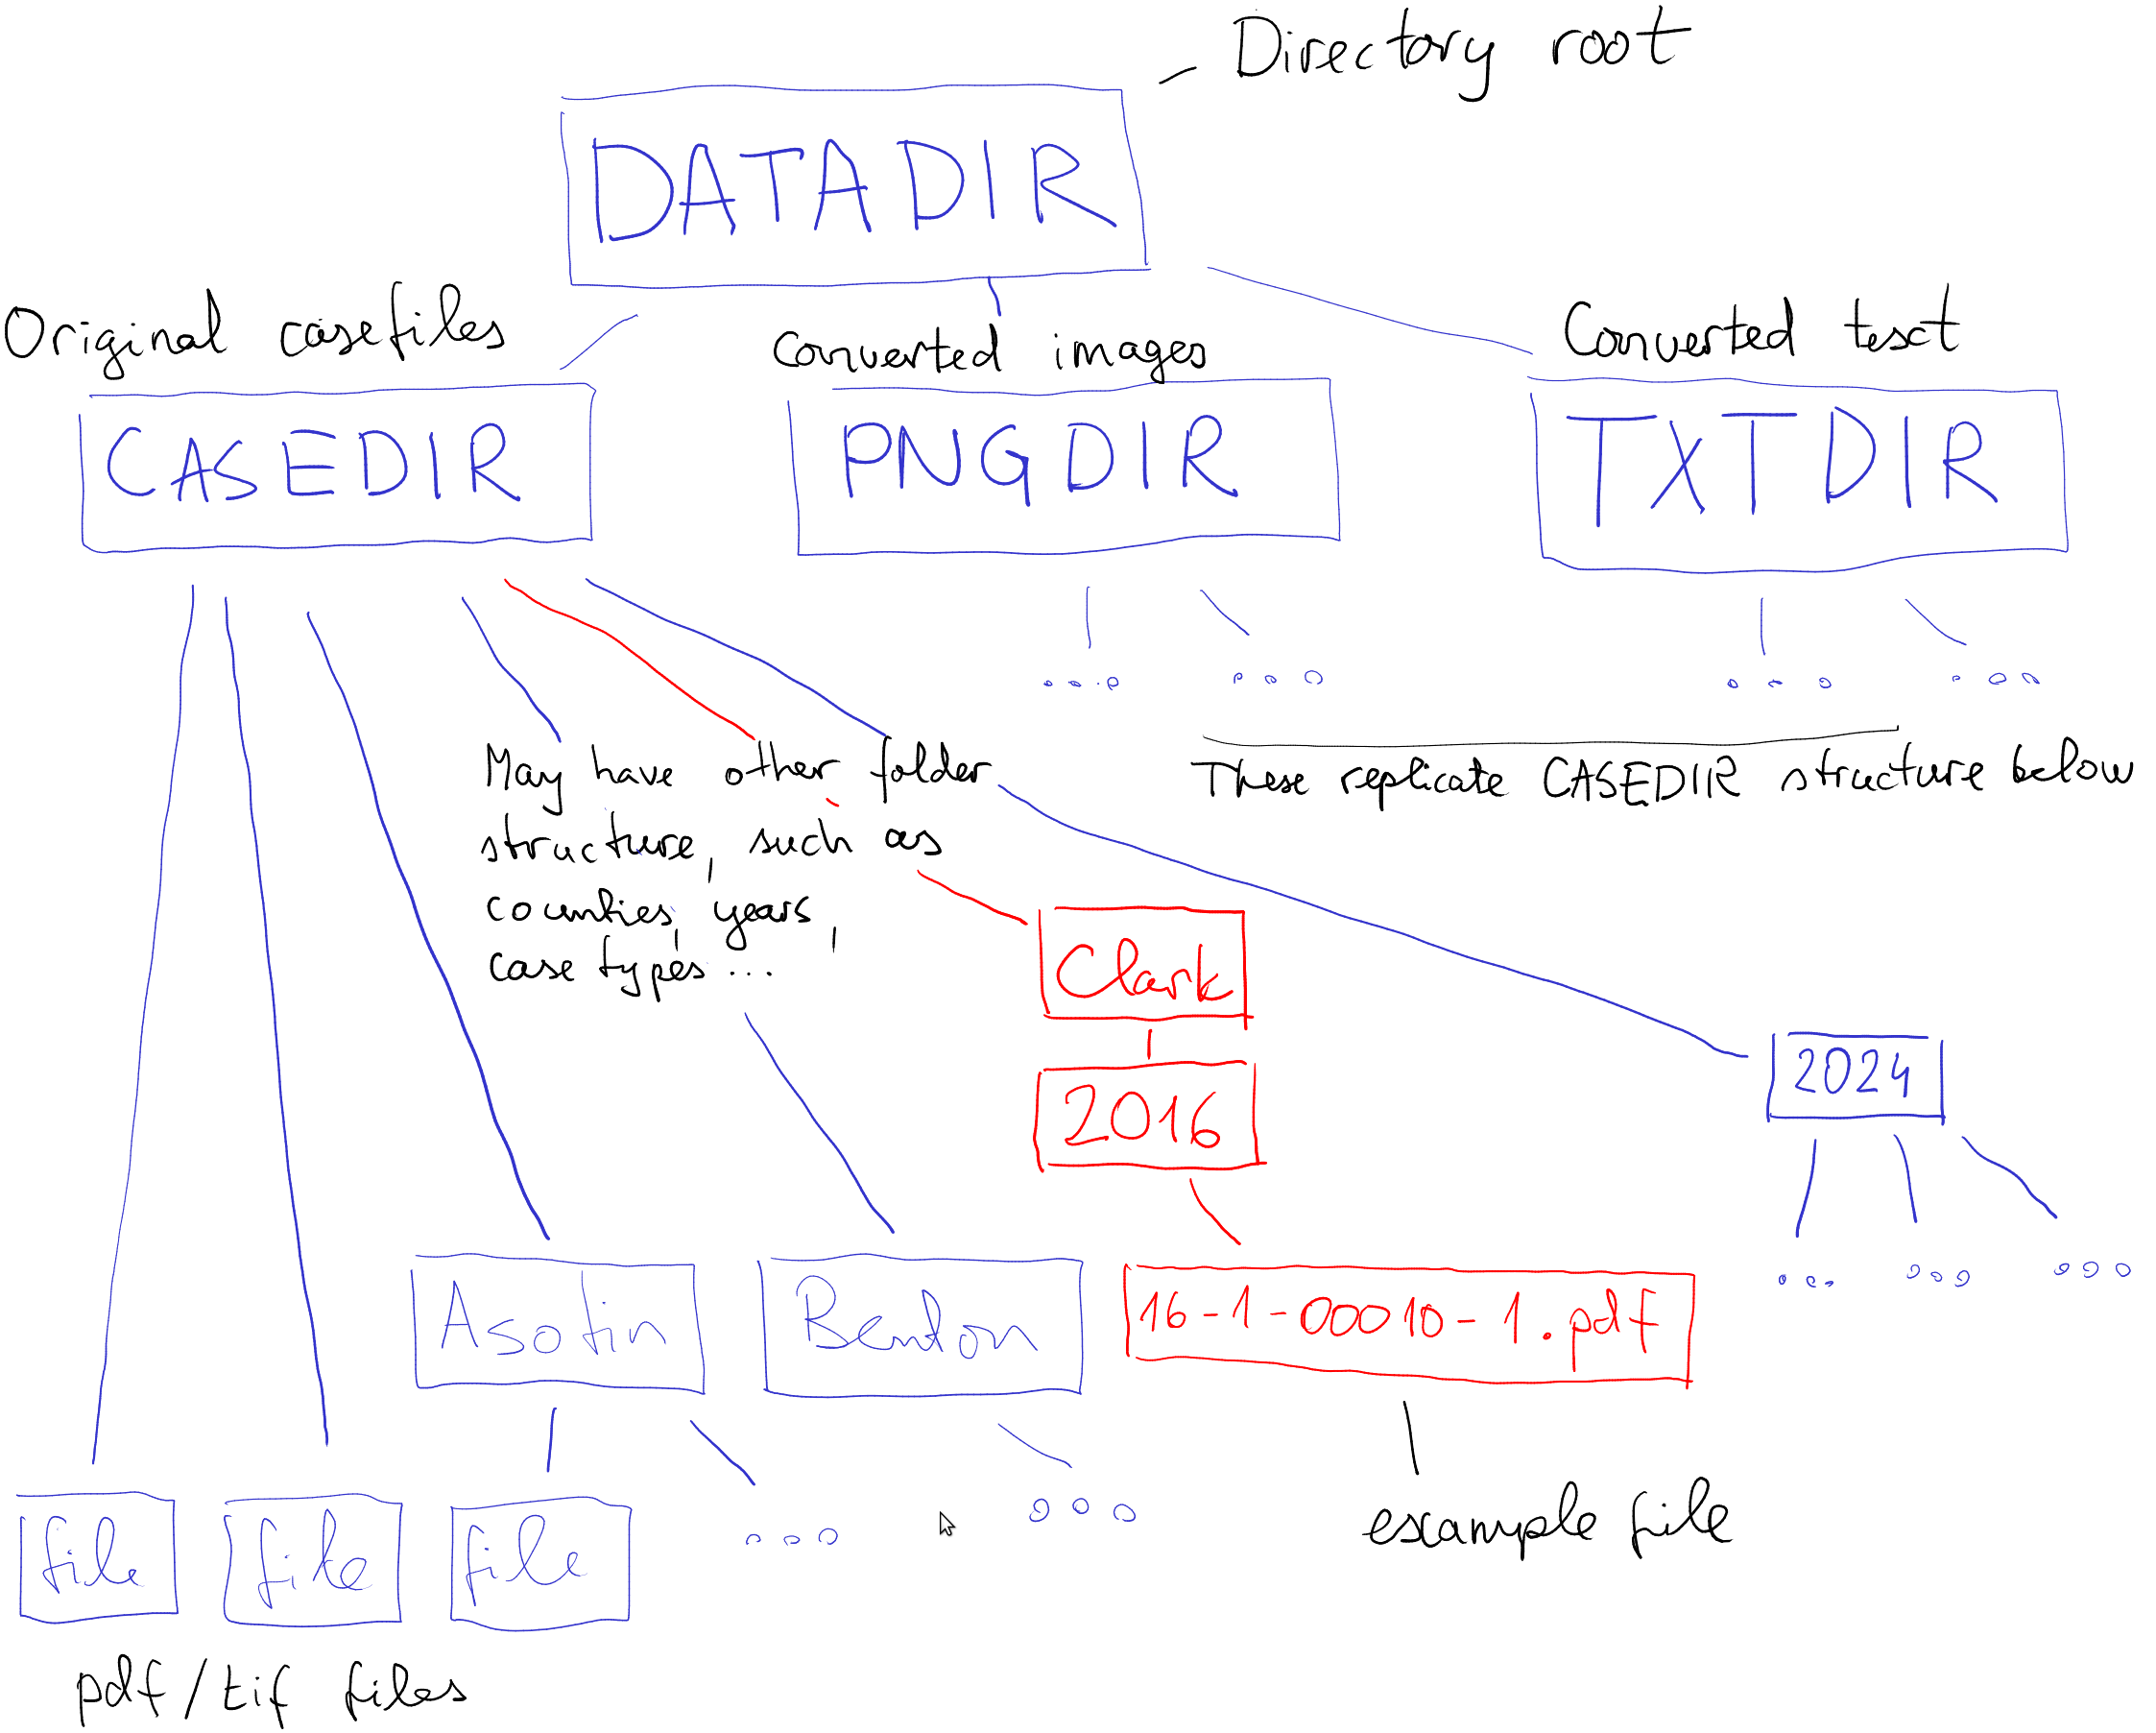 Directory root
DATADIR
Original casefiles
Converted images
Converted text
CASEDIR
PNGDIR
TXTDIR
....
...
...
...
May have other folder
structure, such as
counties, years,
case types ...
These replicate CASEDIR structure below
Clark
2016
2024
...
...
...
Asotin
Benton
16-1-00010-1.pdf
file
file
file
...
...
example file
pdf/tif files